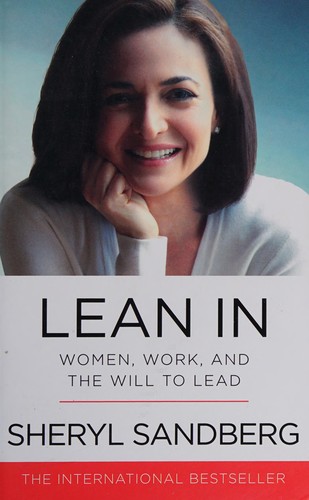 LEAN IN
WOMEN, WORK, AND
THE WILL TO LEAD
SHERYL SANDBERG
THE INTERNATIONAL BESTSELLER